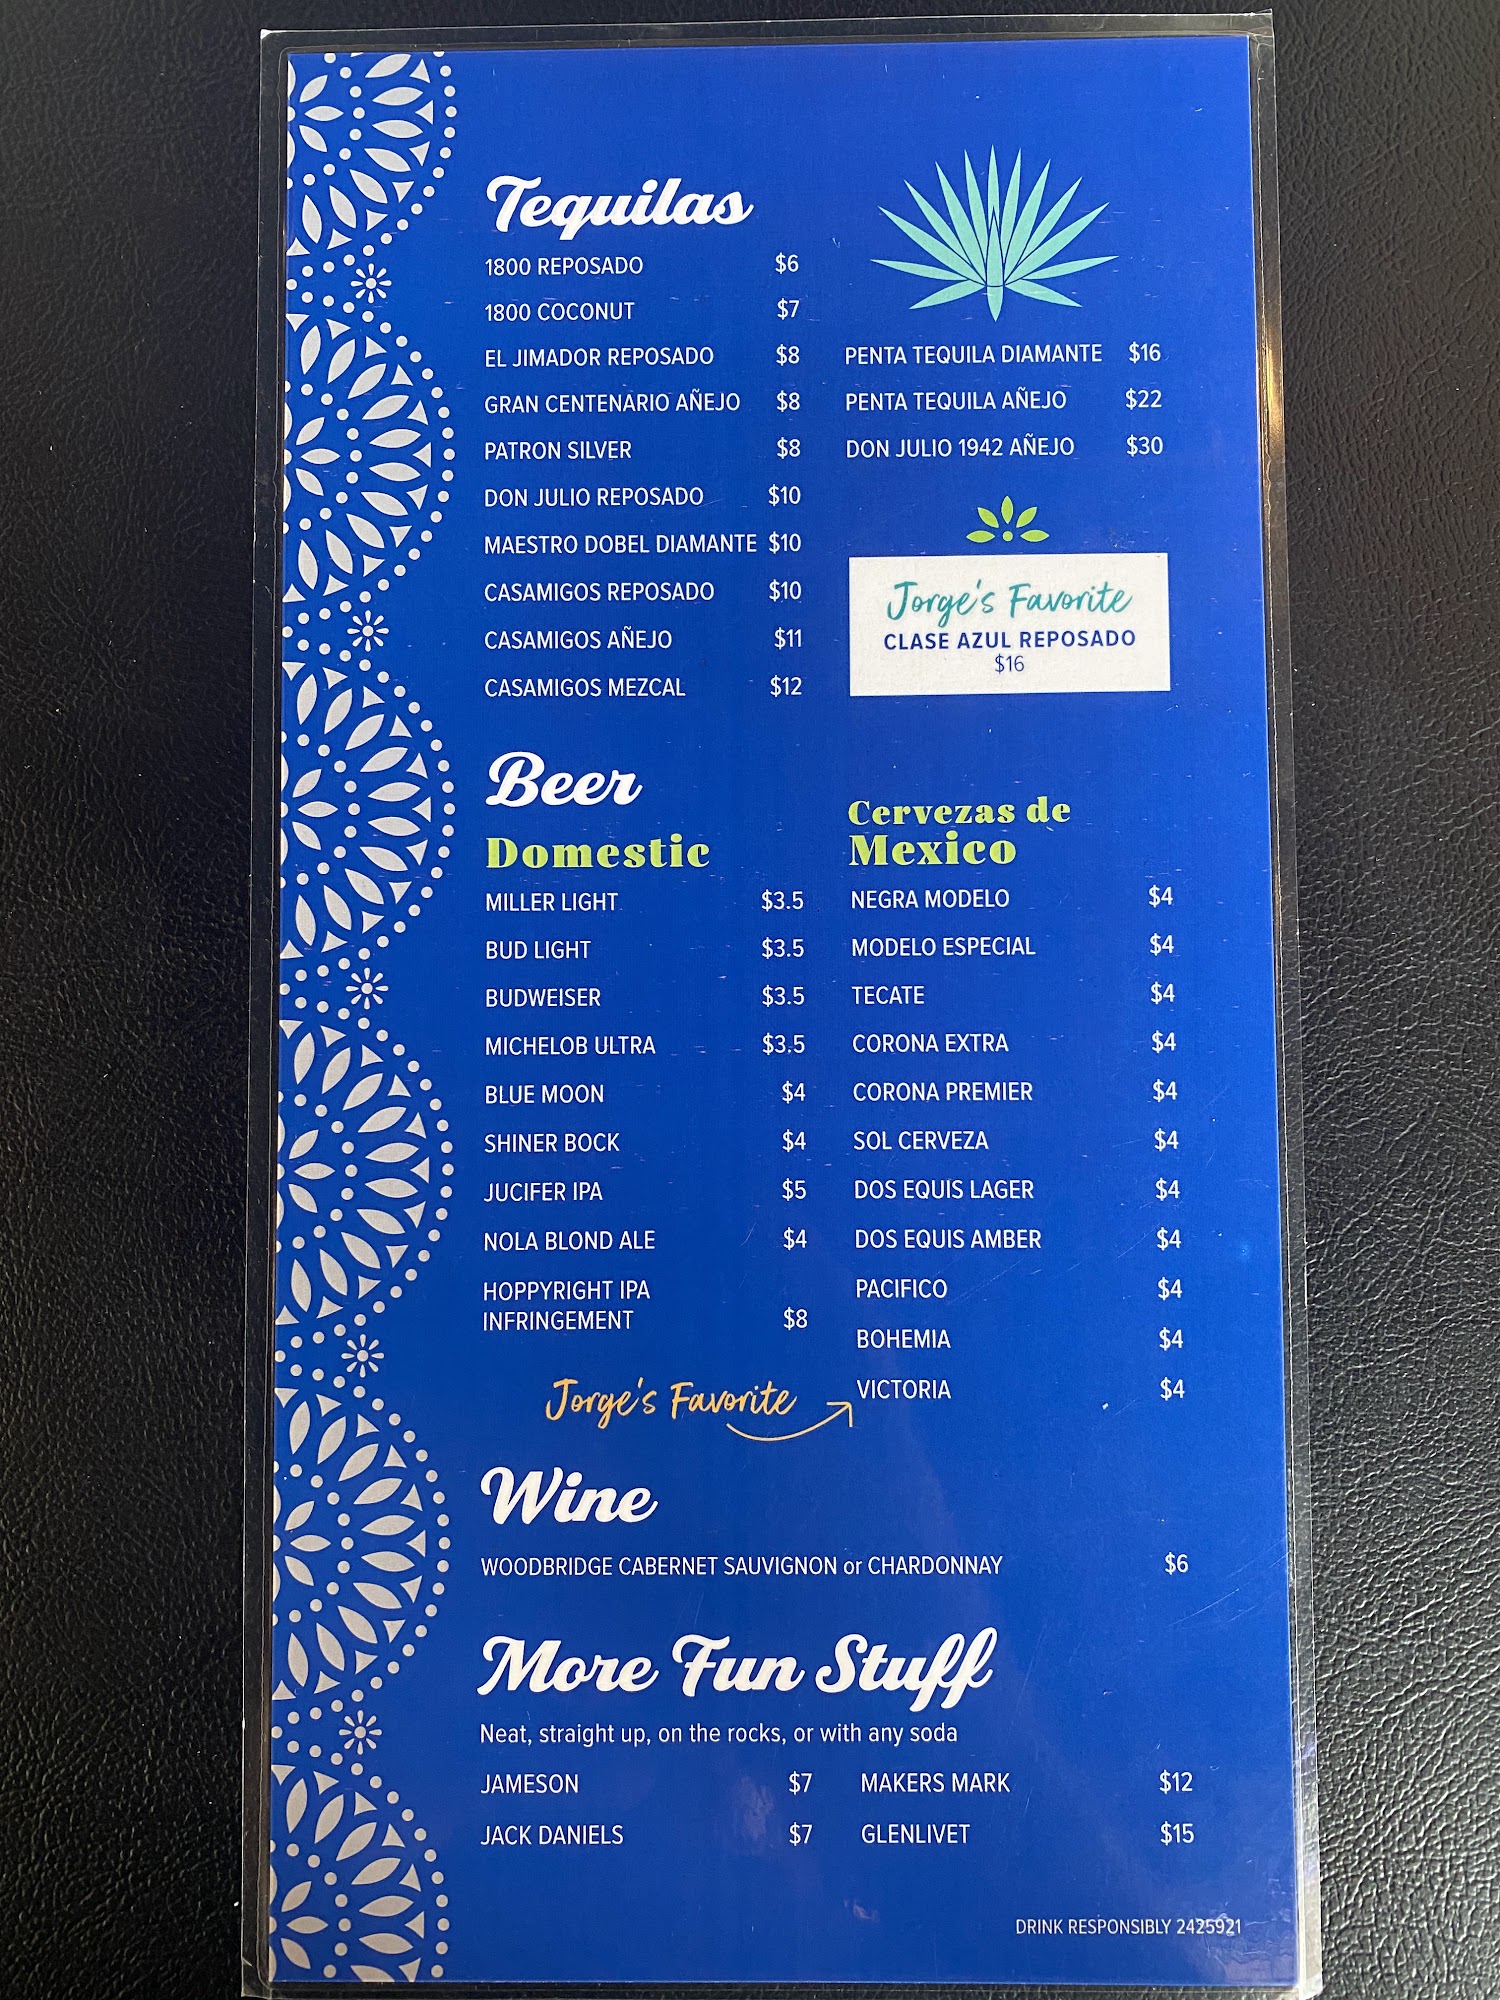 Tequilas
1800 REPOSADO $6
1800 COCONUT $7
EL JIMADOR REPOSADO $8
GRAN CENTENARIO AÑEJO $8
PATRON SILVER $8
DON JULIO REPOSADO $10
MAESTRO DOBEL DIAMANTE $10
CASAMIGOS REPOSADO $10
CASAMIGOS AÑEJO $11
CASAMIGOS MEZCAL $12
PENTA TEQUILA DIAMANTE $16
PENTA TEQUILA AÑEJO $22
DON JULIO 1942 AÑEJO $30
Jorge's Favorite
CLASE AZUL REPOSADO
$16
Beer
Domestic
MILLER LIGHT $3.5
BUD LIGHT $3.5
BUDWEISER $3.5
MICHELOB ULTRA $3.5
BLUE MOON $4
SHINER BOCK $4
JUCIFER IPA $5
NOLA BLOND ALE $4
HOPPYRIGHT IPA
INFRINGEMENT $8
Cervezas de
Mexico
NEGRA MODELO $4
MODELO ESPECIAL $4
TECATE $4
CORONA EXTRA $4
CORONA PREMIER $4
SOL CERVEZA $4
DOS EQUIS LAGER $4
DOS EQUIS AMBER $4
PACIFICO $4
BOHEMIA $4
VICTORIA $4
Jorge's Favorite
Wine
WOODBRIDGE CABERNET SAUVIGNON or CHARDONNAY $6
More Fun Stuff
Neat, straight up, on the rocks, or with any soda
JAMESON $7
JACK DANIELS $7
MAKERS MARK $12
GLENLIVET $15
DRINK RESPONSIBLY 2425921